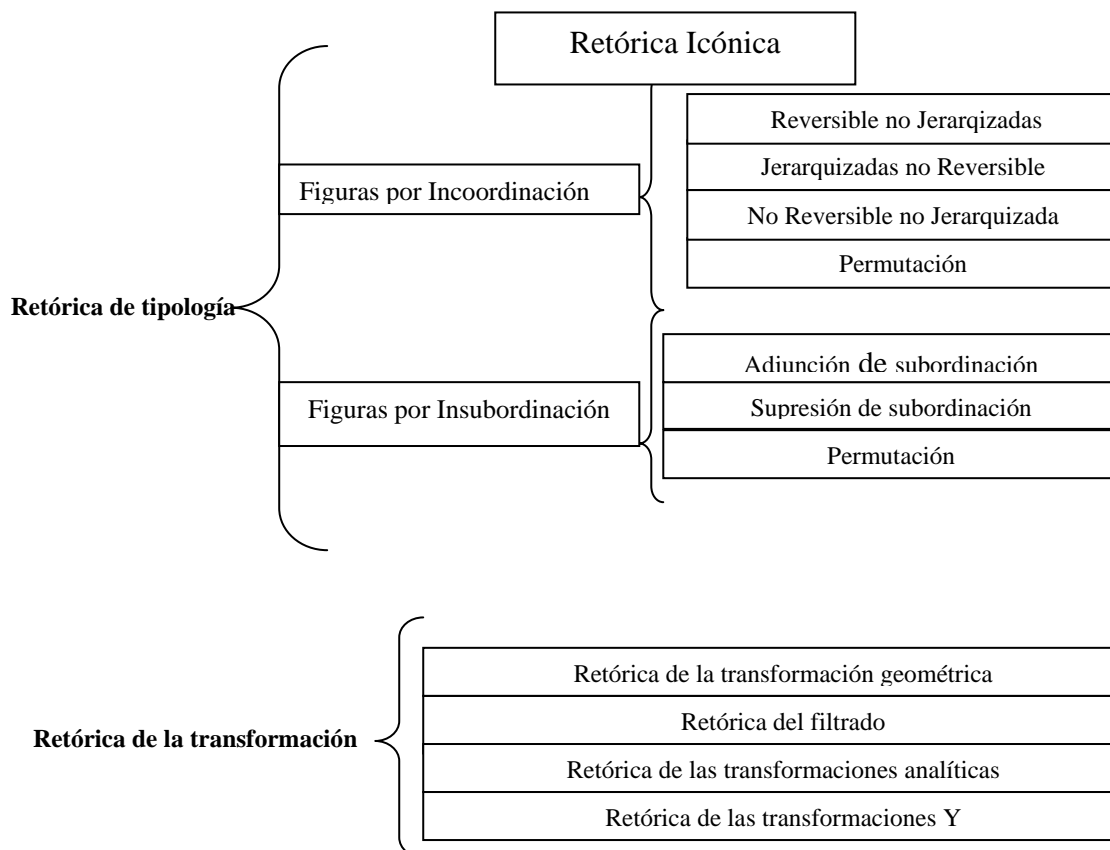 Retórica Icónica
Reversible no Jerarqizadas
Jerarquizadas no Reversible
Figuras por Incoordinación
No Reversible no Jerarquizada
Permutación
Retórica de tipología
Adjunción de subordinación
Figuras por Insubordinación
Supresión de subordinación
Permutación
Retórica de la transformación geométrica
Retórica del filtrado
Retórica de la transformación
Retórica de las transformaciones analíticas
Retórica de las transformaciones Y